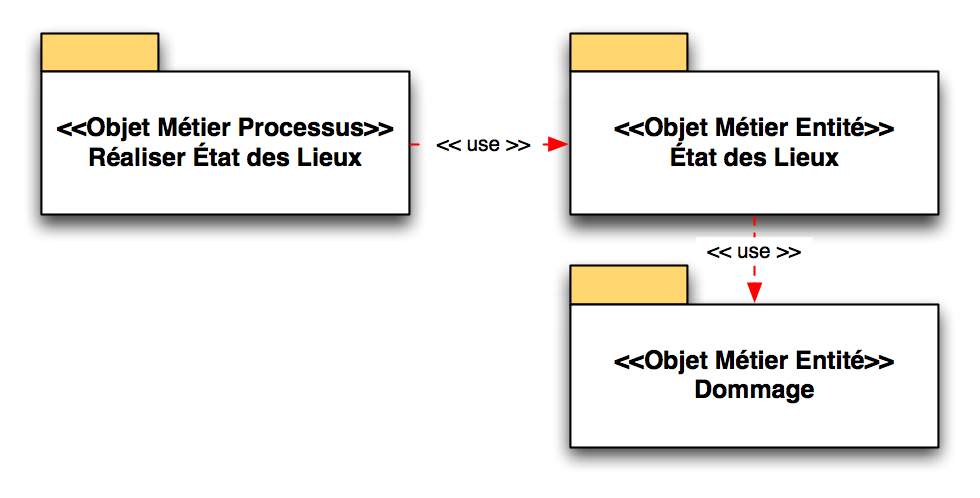 <<Objet Métier Processus>>
Réaliser État des Lieux
<< use >>
<<Objet Métier Entité>>
État des Lieux
<< use >>
<<Objet Métier Entité>>
Dommage